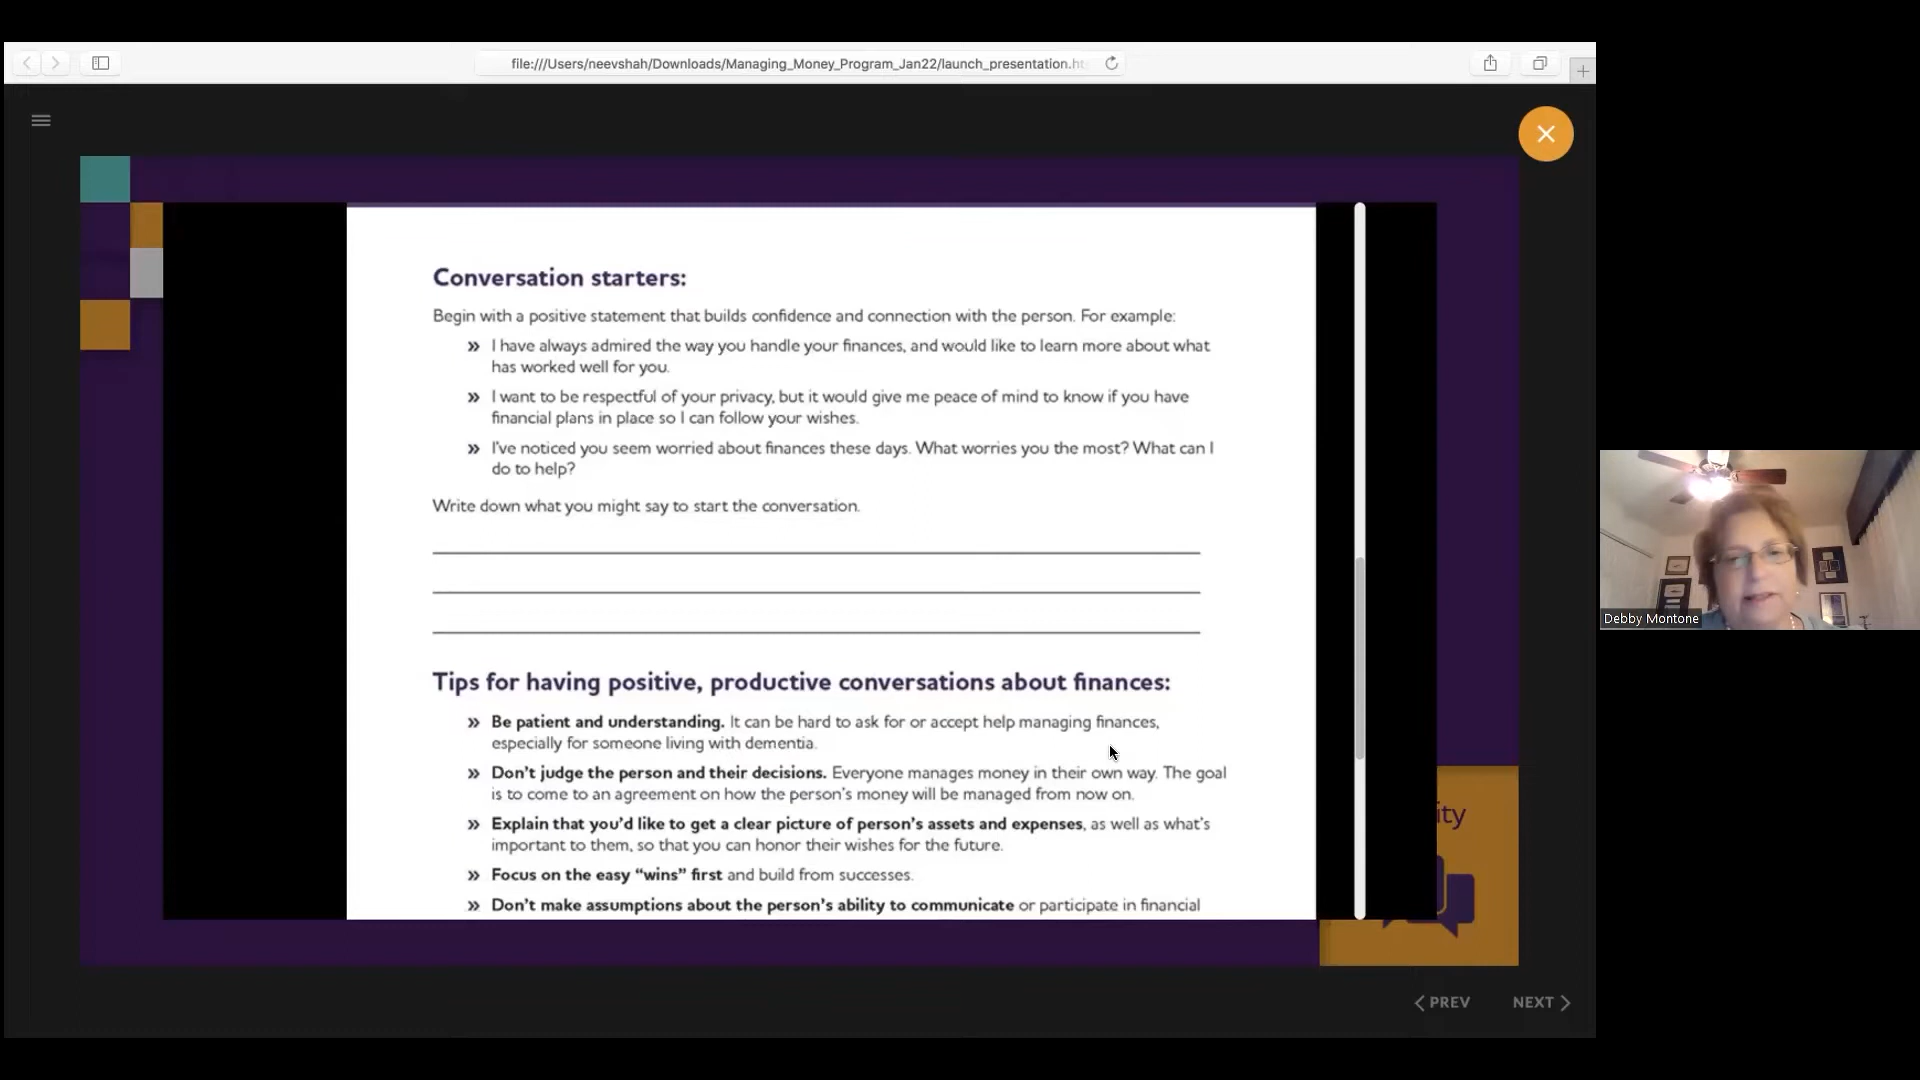 file:///Users/neevshah/Downloads/Managing_Money_Program_Jan22/launch_presentation.ht
Conversation starters:
Begin with a positive statement that builds confidence and connection with the person. For example:
» I have always admired the way you handle your finances, and would like to learn more about what
has worked well for you.
» I want to be respectful of your privacy, but it would give me peace of mind to know if you have
financial plans in place so I can follow your wishes.
» I've noticed you seem worried about finances these days. What worries you the most? What can I
do to help?
Write down what you might say to start the conversation.
Tips for having positive, productive conversations about finances:
» Be patient and understanding. It can be hard to ask for or accept help managing finances,
especially for someone living with dementia.
» Don't judge the person and their decisions. Everyone manages money in their own way. The goal
is to come to an agreement on how the person's money will be managed from now on.
» Explain that you'd like to get a clear picture of person's assets and expenses, as well as what's
important to them, so that you can honor their wishes for the future.
» Focus on the easy “wins” first and build from successes.
» Don't make assumptions about the person's ability to communicate or participate in financial
ity
PREV NEXT
Debby Montone